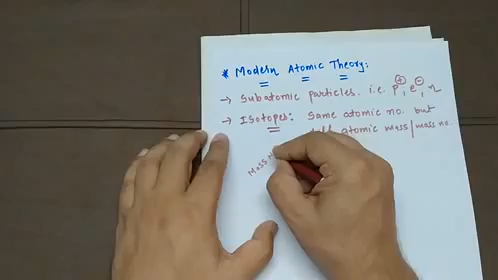 * Modern Atomic Theory:
→ Subatomic particles. i.e. p⊕, e⊖, n
→ Isotopes: Same atomic no. but
atomic mass/mass no.
Mass